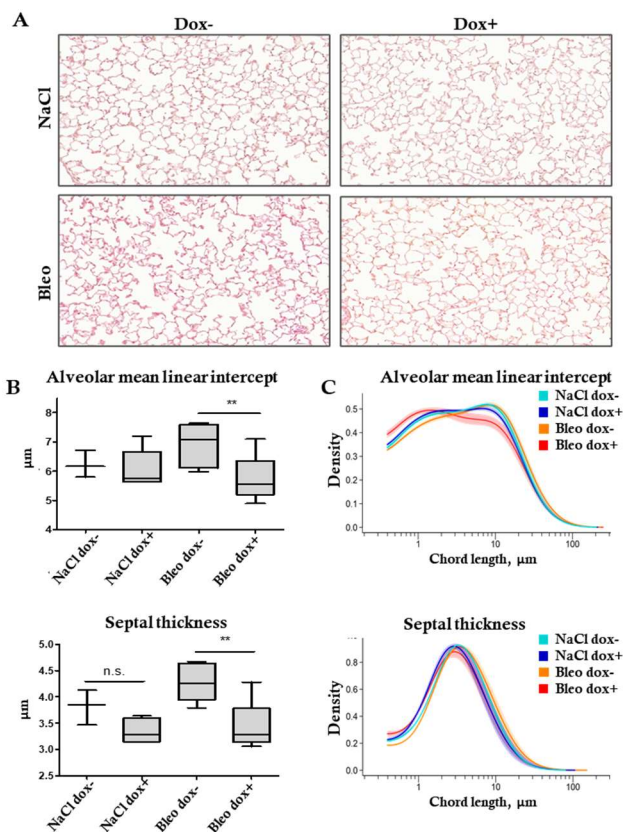 A
Dox-
Dox+
NaCl
Bleo
B
Alveolar mean linear intercept
**
8
7
6
5
4
μm
NaCl dox-
NaCl dox+
Bleo dox-
Bleo dox+
C
Alveolar mean linear intercept
NaCl dox-
NaCl dox+
Bleo dox-
Bleo dox+
0.5
0.4
0.3
0.2
0.1
0.0
Density
1
10
100
Chord length, μm
Septal thickness
n.s.
**
5.0
4.5
4.0
3.5
3.0
2.5
μm
NaCl dox-
NaCl dox+
Bleo dox-
Bleo dox+
Septal thickness
NaCl dox-
NaCl dox+
Bleo dox-
Bleo dox+
0.8
0.6
0.4
0.2
0.0
Density
1
10
100
Chord length, μm